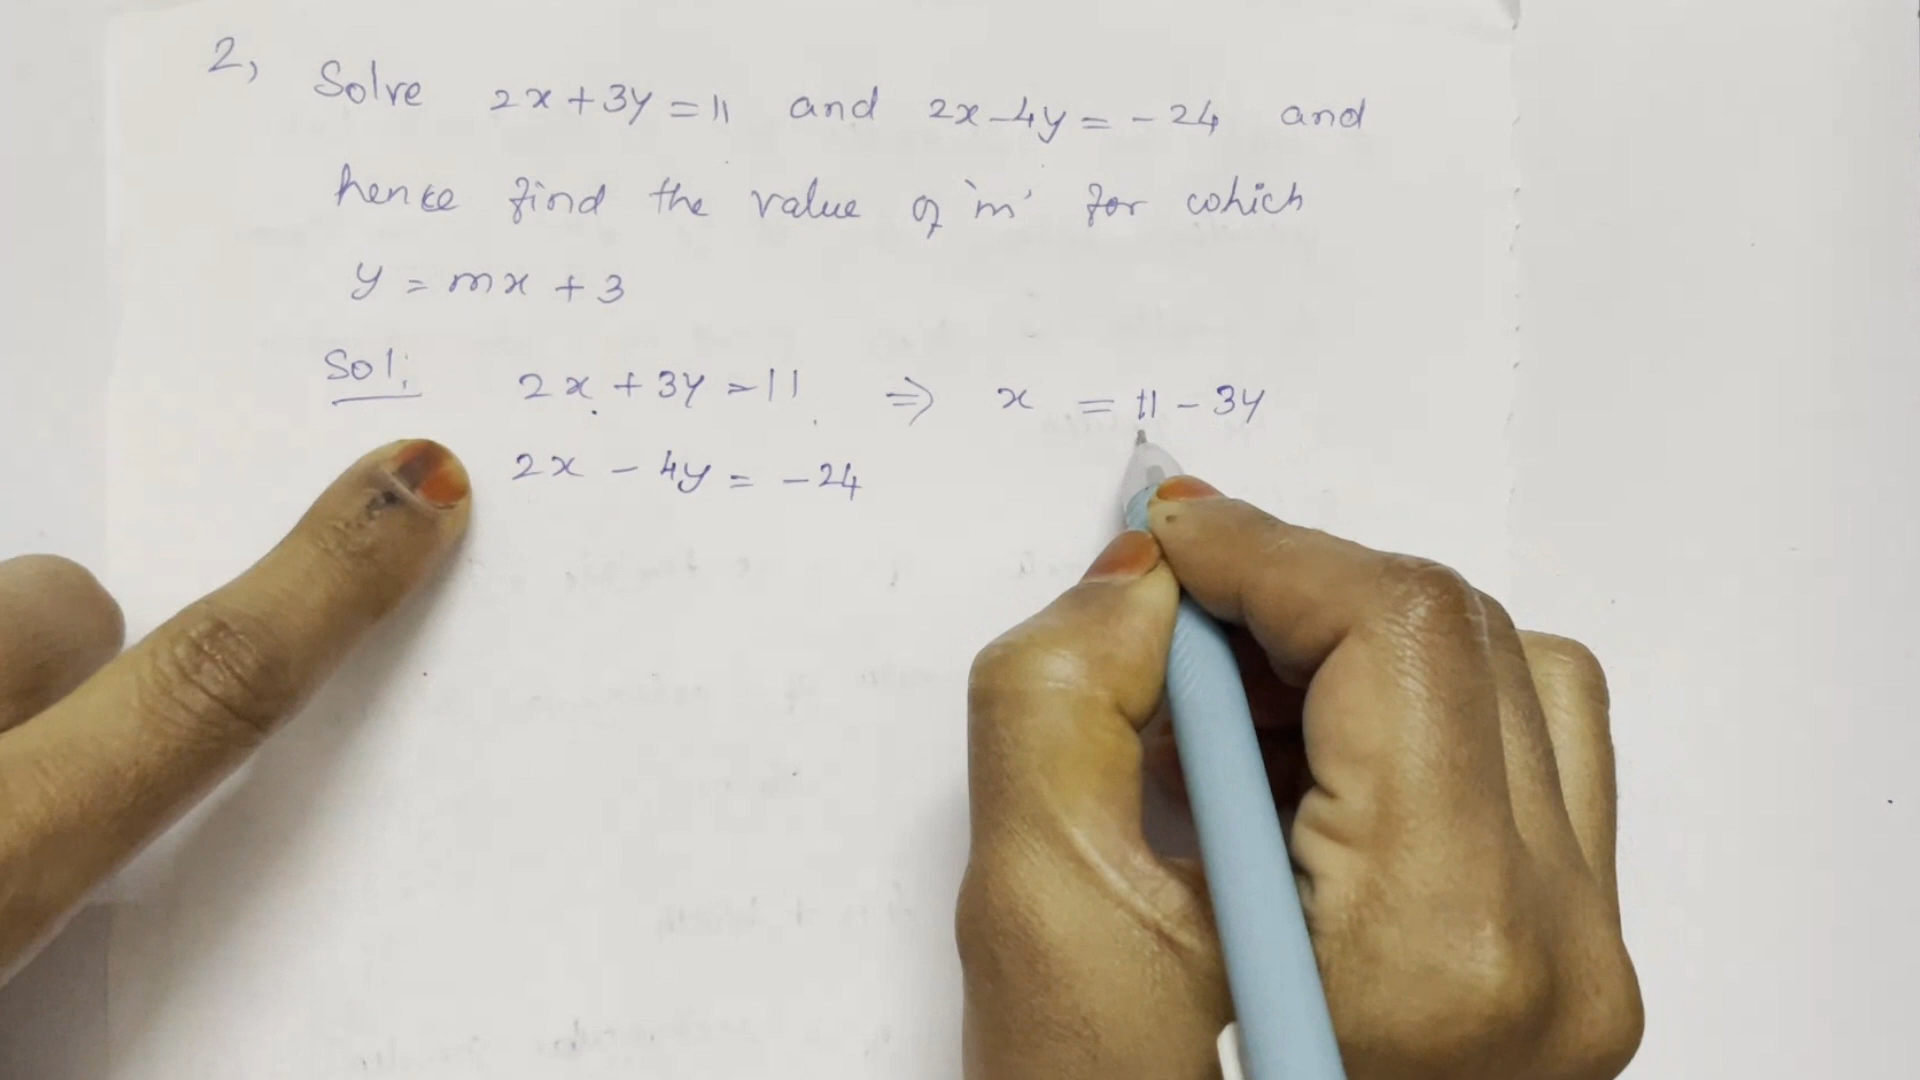 2, Solve 2x+3y=11 and 2x-4y=-24 and
hence find the value of 'm' for which
y = mx + 3
Sol: 2x + 3y = 11 ⇒ x = 11 - 3y
2x - 4y = -24